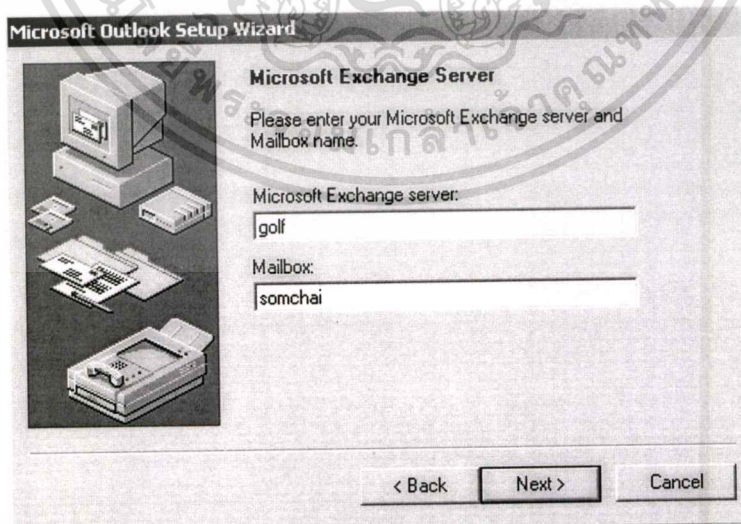 Microsoft Outlook Setup Wizard
Microsoft Exchange Server
Please enter your Microsoft Exchange server and
Mailbox name.
Microsoft Exchange server:
golf
Mailbox:
somchai
< Back
Next >
Cancel